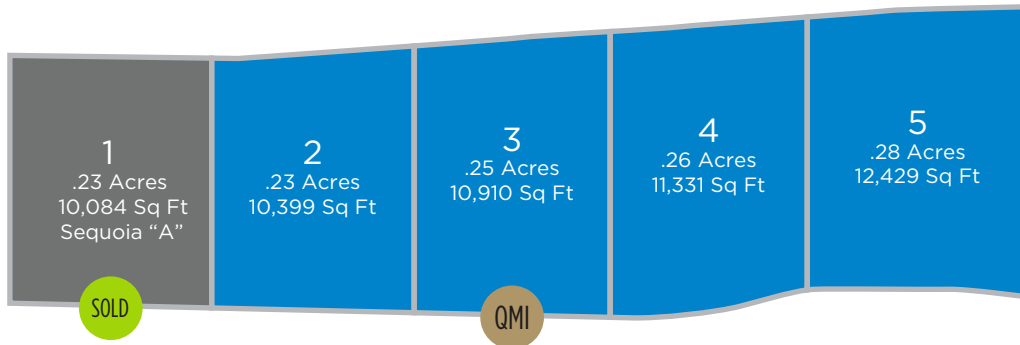 1
.23 Acres
10,084 Sq Ft
Sequoia “A”
SOLD
2
.23 Acres
10,399 Sq Ft
3
.25 Acres
10,910 Sq Ft
QMI
4
.26 Acres
11,331 Sq Ft
5
.28 Acres
12,429 Sq Ft